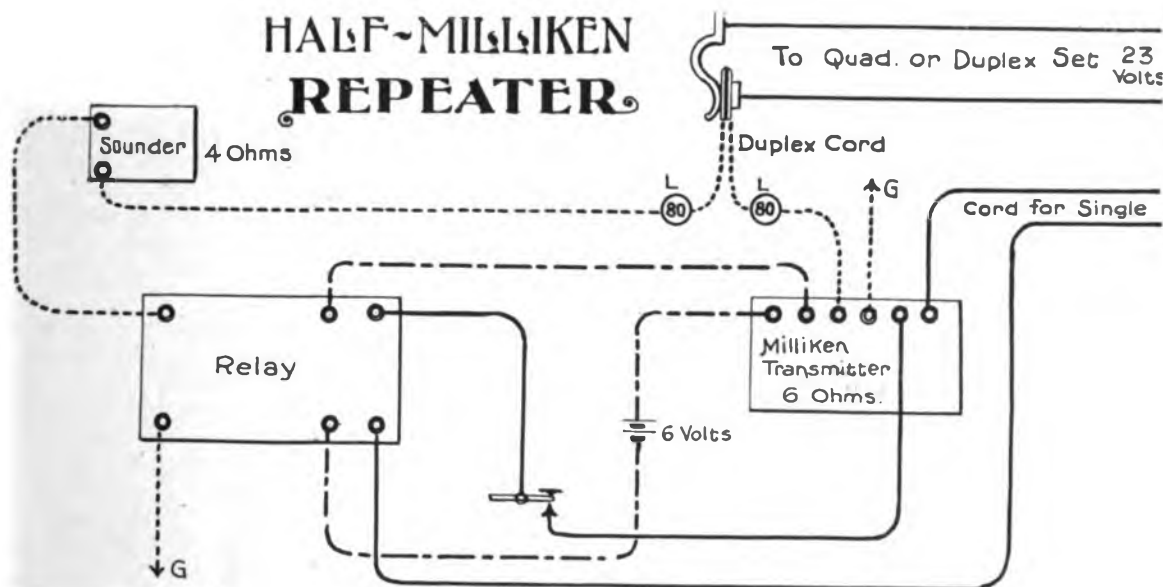 HALF-MILLIKEN
REPEATER
To Quad. or Duplex Set 23 Volts
Sounder
4 Ohms
Duplex Cord
L
80
L
80
G
Cord for Single
Relay
Milliken
Transmitter
6 Ohms.
6 Volts
G